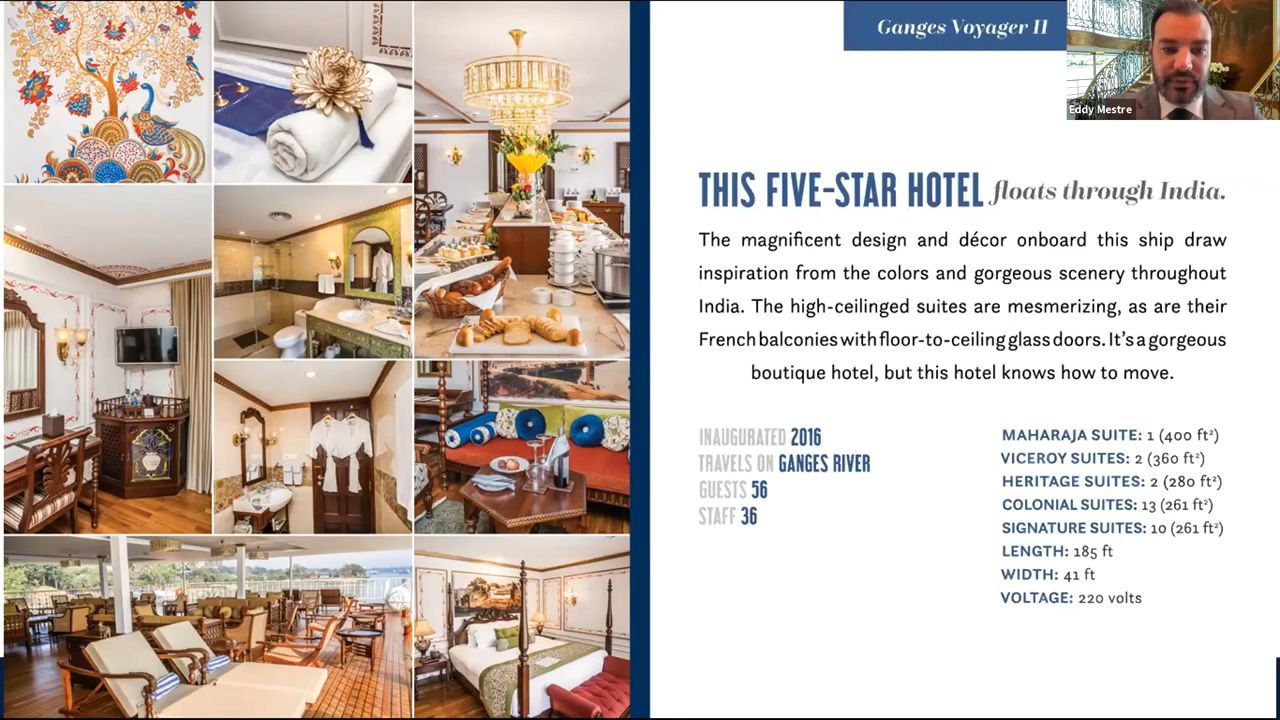 Ganges Voyager II
Eddy Mestre
THIS FIVE-STAR HOTEL floats through India.
The magnificent design and décor onboard this ship draw
inspiration from the colors and gorgeous scenery throughout
India. The high-ceilinged suites are mesmerizing, as are their
French balconies with floor-to-ceiling glass doors. It's a gorgeous
boutique hotel, but this hotel knows how to move.
INAUGURATED 2016
TRAVELS ON GANGES RIVER
GUESTS 56
STAFF 36
MAHARAJA SUITE: 1 (400 ft²)
VICEROY SUITES: 2 (360 ft²)
HERITAGE SUITES: 2 (280 ft²)
COLONIAL SUITES: 13 (261 ft²)
SIGNATURE SUITES: 10 (261 ft²)
LENGTH: 185 ft
WIDTH: 41 ft
VOLTAGE: 220 volts